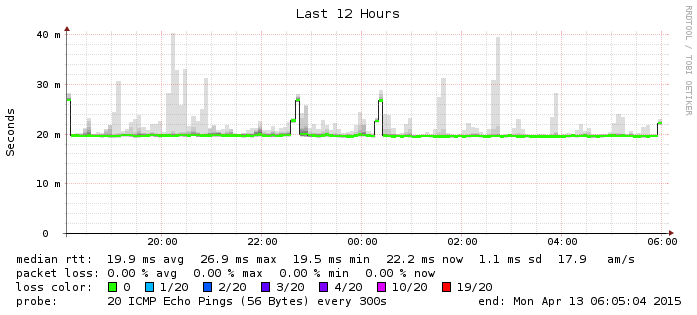 Last 12 Hours
RRDTOOL / TOBI OETIKER
Seconds
40 m
30 m
20 m
10 m
0
20:00 22:00 00:00 02:00 04:00 06:00
median rtt: 19.9 ms avg 26.9 ms max 19.5 ms min 22.2 ms now 1.1 ms sd 17.9 am/s
packet loss: 0.00 % avg 0.00 % max 0.00 % min 0.00 % now
loss color: 0 1/20 2/20 3/20 4/20 10/20 19/20
probe: 20 ICMP Echo Pings (56 Bytes) every 300s end: Mon Apr 13 06:05:04 2015